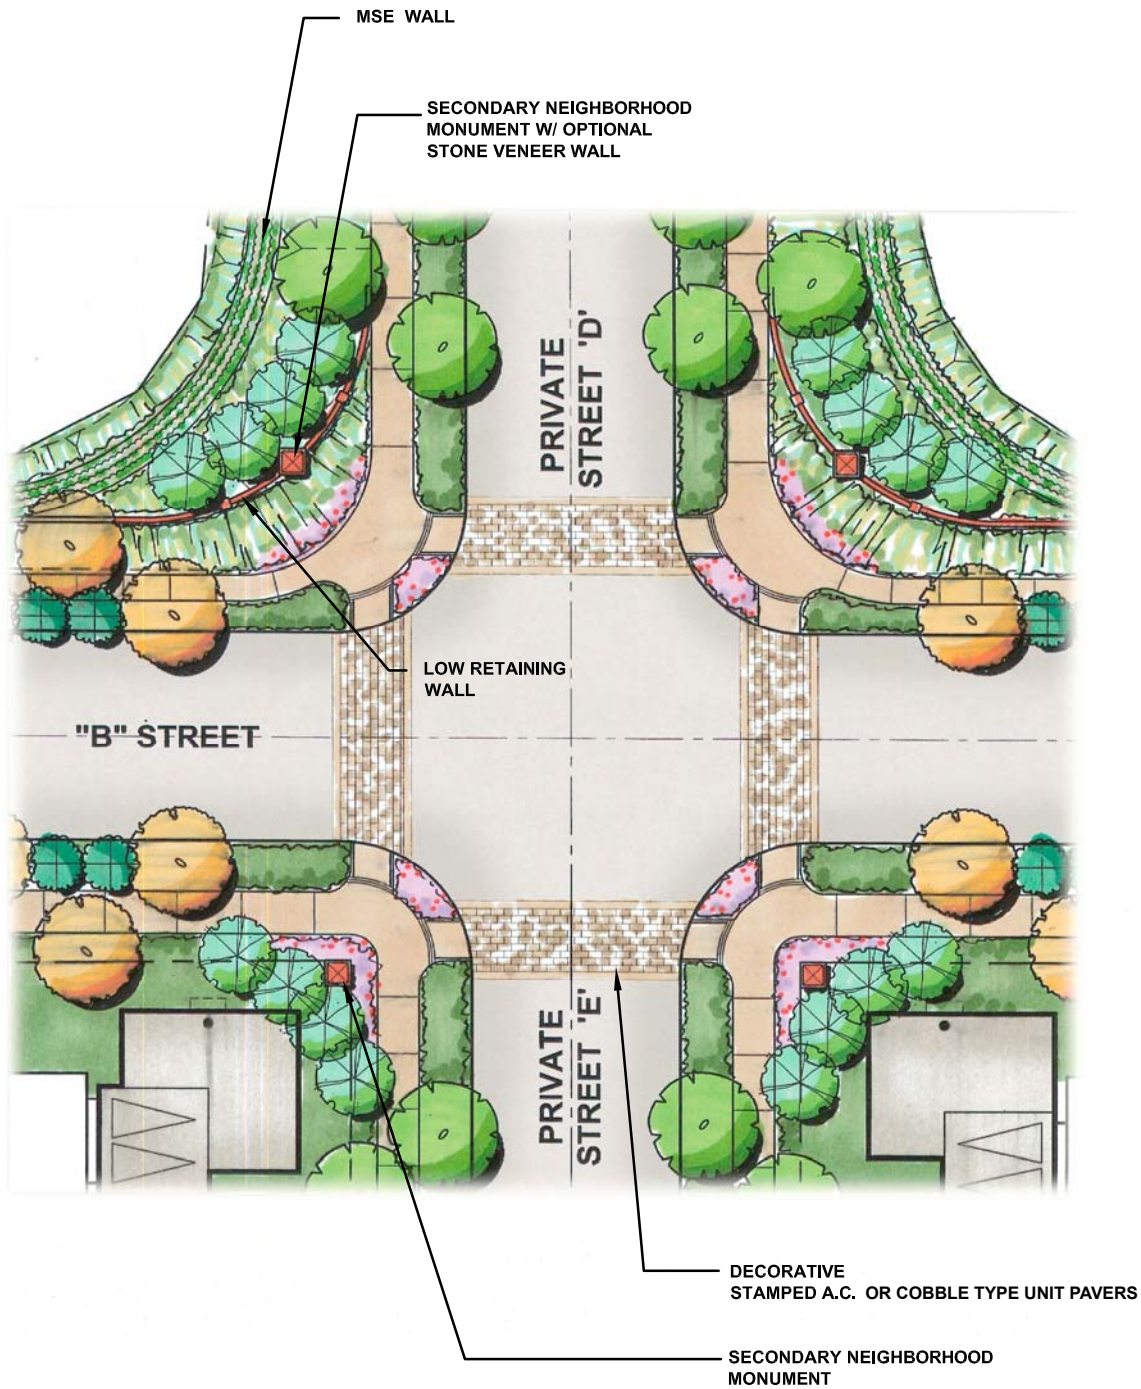 MSE WALL
SECONDARY NEIGHBORHOOD
MONUMENT W/ OPTIONAL
STONE VENEER WALL
PRIVATE
STREET 'D'
LOW RETAINING
WALL
"B" STREET
PRIVATE
STREET 'E'
DECORATIVE
STAMPED A.C. OR COBBLE TYPE UNIT PAVERS
SECONDARY NEIGHBORHOOD
MONUMENT